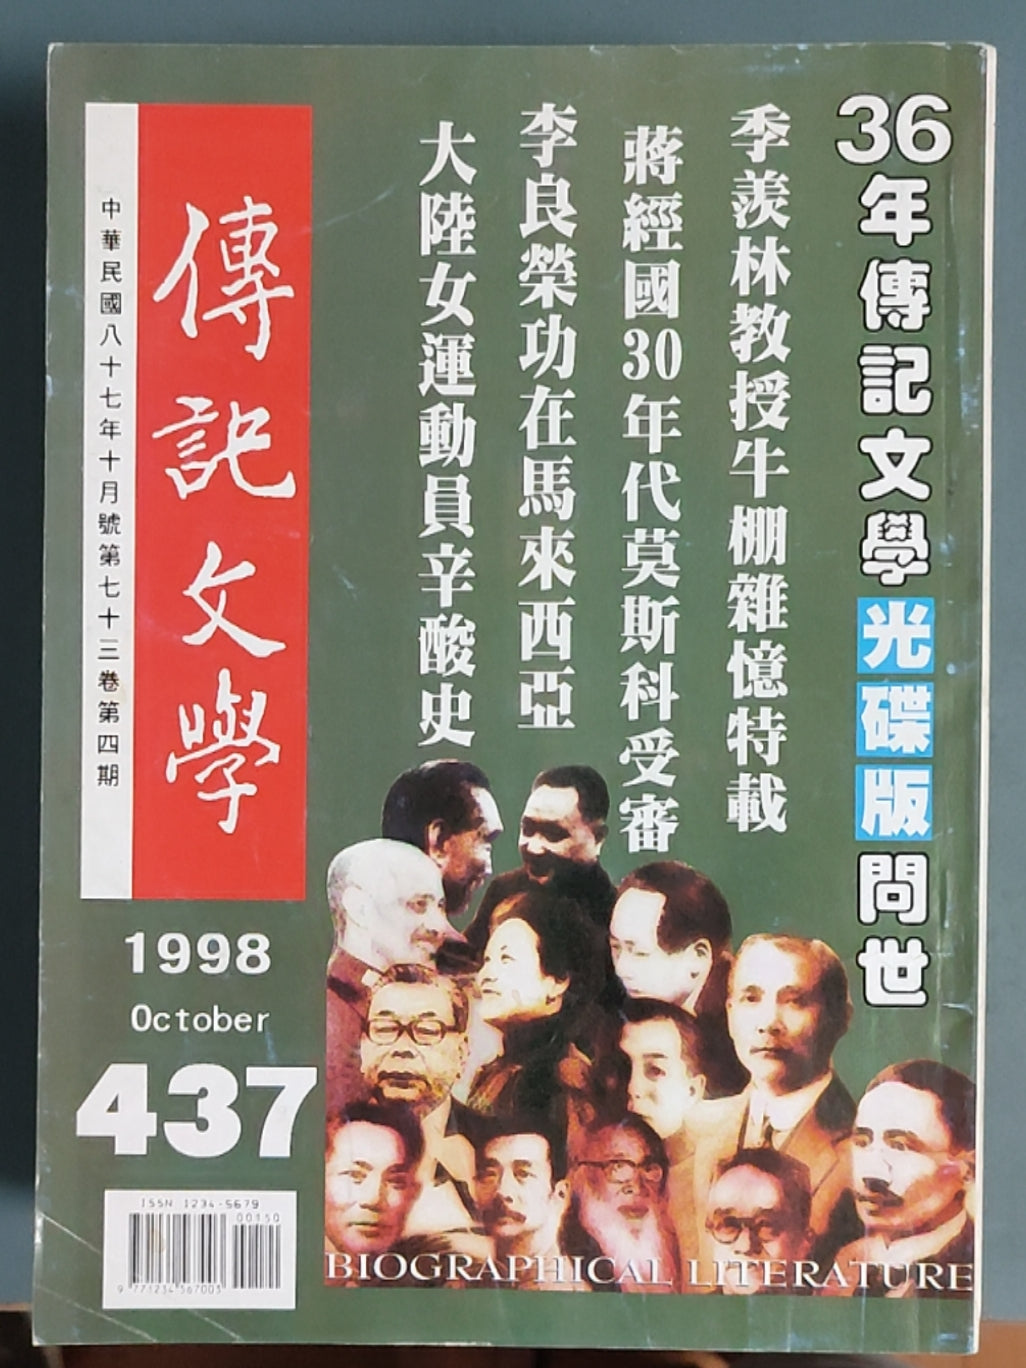 36年傳記文學光碟版問世
季羨林教授牛棚雜憶特載
蔣經國30年代莫斯科受審
李良榮功在馬來西亞
大陸女運動員辛酸史
傳記文學
中華民國八十七年十月號第七十三卷第四期
1998
October
437
ISSN 1234-5679
00150
9 771234 567003
BIOGRAPHICAL LITERATURE